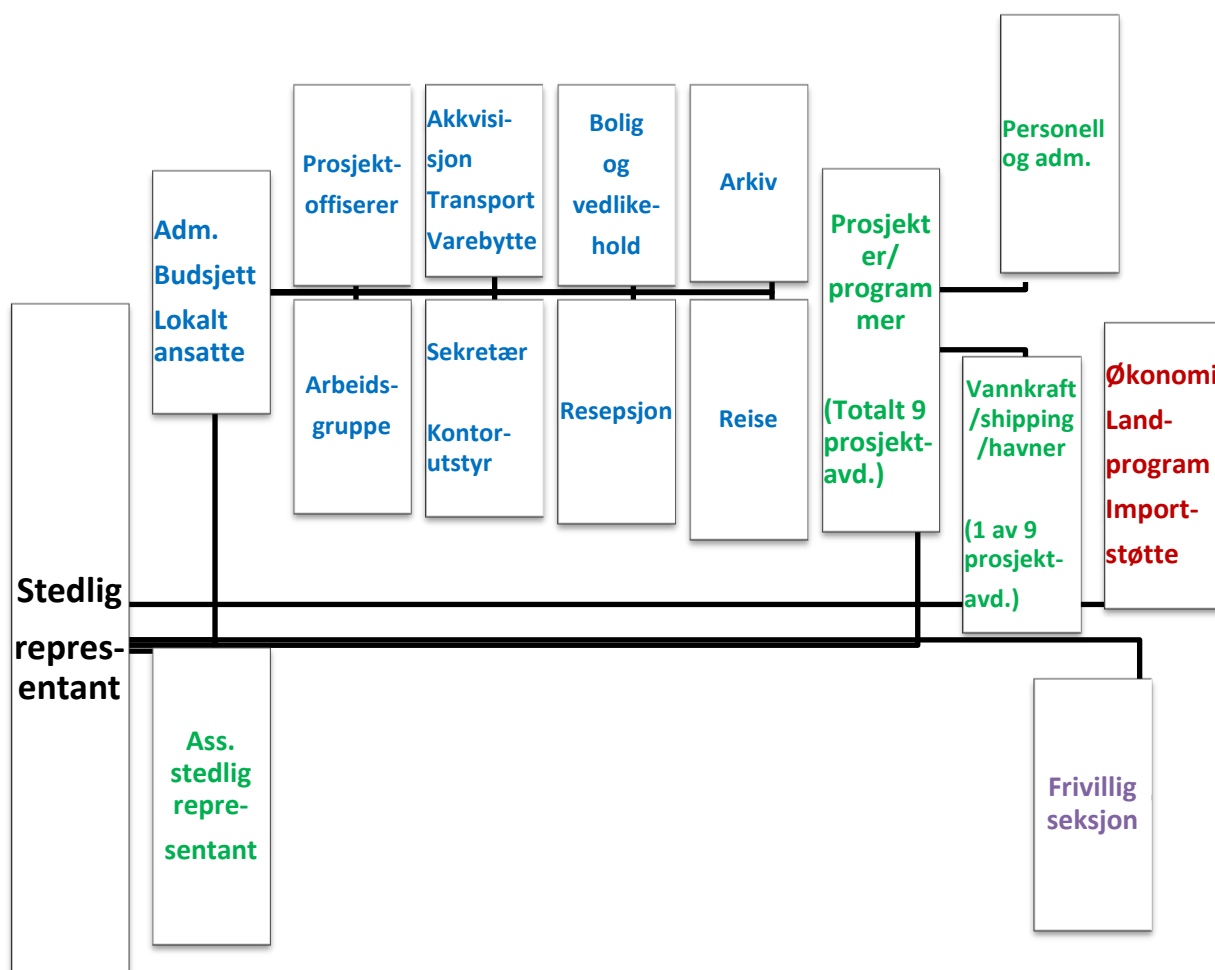 Stedlig
repres-
entant
Adm.
Budsjett
Lokalt
ansatte
Ass.
stedlig
repre-
sentant
Prosjekt-
offiserer
Arbeids-
gruppe
Akkvisi-
sjon
Transport
Varebytte
Sekretær
Kontor-
utstyr
Bolig
og
vedlike-
hold
Resepsjon
Arkiv
Reise
Prosjekt
er/
programm
mer
(Totalt 9
prosjekt-
avd.)
Personell
og adm.
Vannkraft
/shipping
/havner
(1 av 9
prosjekt-
avd.)
Økonomi
Land-
program
Import-
støtte
Frivillig
seksjon